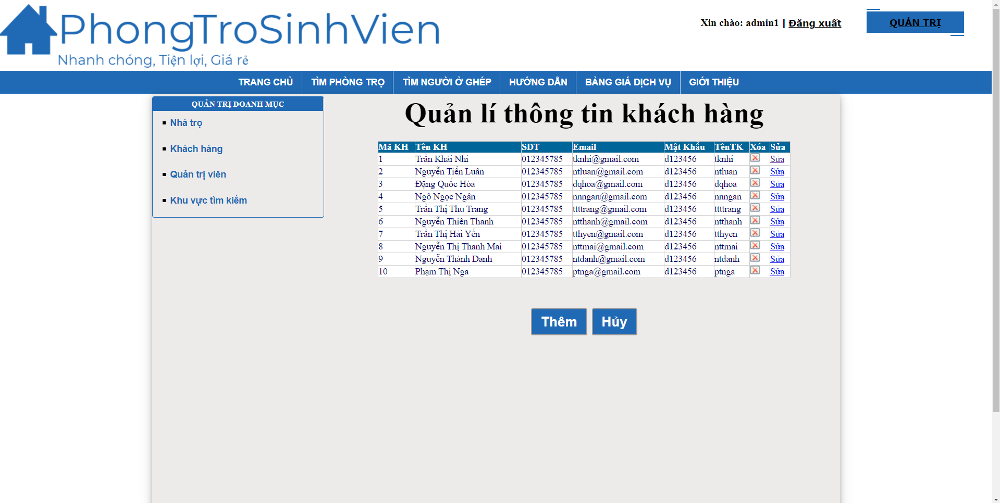 PhongTroSinhVien
Nhanh chóng, Tiện lợi, Giá rẻ
Xin chào: admin1 | Đăng xuất
QUẢN TRỊ
TRANG CHỦ TÌM PHÒNG TRỌ TÌM NGƯỜI Ở GHÉP HƯỚNG DẪN BẢNG GIÁ DỊCH VỤ GIỚI THIỆU
QUẢN TRỊ DOANH MỤC
Nhà trọ
Khách hàng
Quản trị viên
Khu vực tìm kiếm
Quản lí thông tin khách hàng
Mã KH Tên KH SDT Email Mật Khẩu TênTK Xóa Sửa
1 Trần Khải Nhi 012345785 tknhi@gmail.com d123456 tknhi Sửa
2 Nguyễn Tiến Luân 012345785 ntluan@gmail.com d123456 ntluan Sửa
3 Đặng Quốc Hòa 012345785 dqhoa@gmail.com d123456 dqhoa Sửa
4 Ngô Ngọc Ngân 012345785 nnngan@gmail.com d123456 nnngan Sửa
5 Trần Thị Thu Trang 012345785 ttttrang@gmail.com d123456 ttttrang Sửa
6 Nguyễn Thiên Thanh 012345785 ntthanh@gmail.com d123456 ntthanh Sửa
7 Trần Thị Hải Yến 012345785 tthyen@gmail.com d123456 tthyen Sửa
8 Nguyễn Thị Thanh Mai 012345785 nttmai@gmail.com d123456 nttmai Sửa
9 Nguyễn Thành Danh 012345785 ntdanh@gmail.com d123456 ntdanh Sửa
10 Phạm Thị Nga 012345785 ptnga@gmail.com d123456 ptnga Sửa
Thêm Hủy